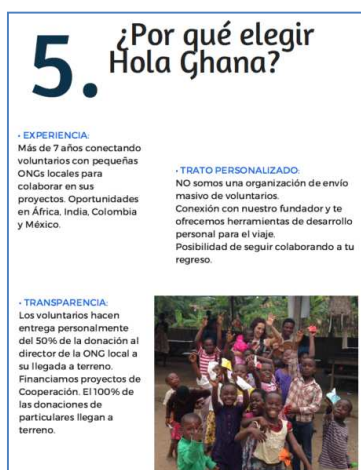 5.
¿Por qué elegir
Hola Ghana?
• EXPERIENCIA:
Más de 7 años conectando
voluntarios con pequeñas
ONGs locales para
colaborar en sus
proyectos. Oportunidades
en África, India, Colombia
y México.
• TRATO PERSONALIZADO:
NO somos una organización de envío
masivo de voluntarios.
Conexión con nuestro fundador y te
ofrecemos herramientas de desarrollo
personal para el viaje.
Posibilidad de seguir colaborando a tu
regreso.
• TRANSPARENCIA:
Los voluntarios hacen
entrega personalmente
del 50% de la donación al
director de la ONG local a
su llegada a terreno.
Financiamos proyectos de
Cooperación. El 100% de
las donaciones de
particulares llegan a
terreno.